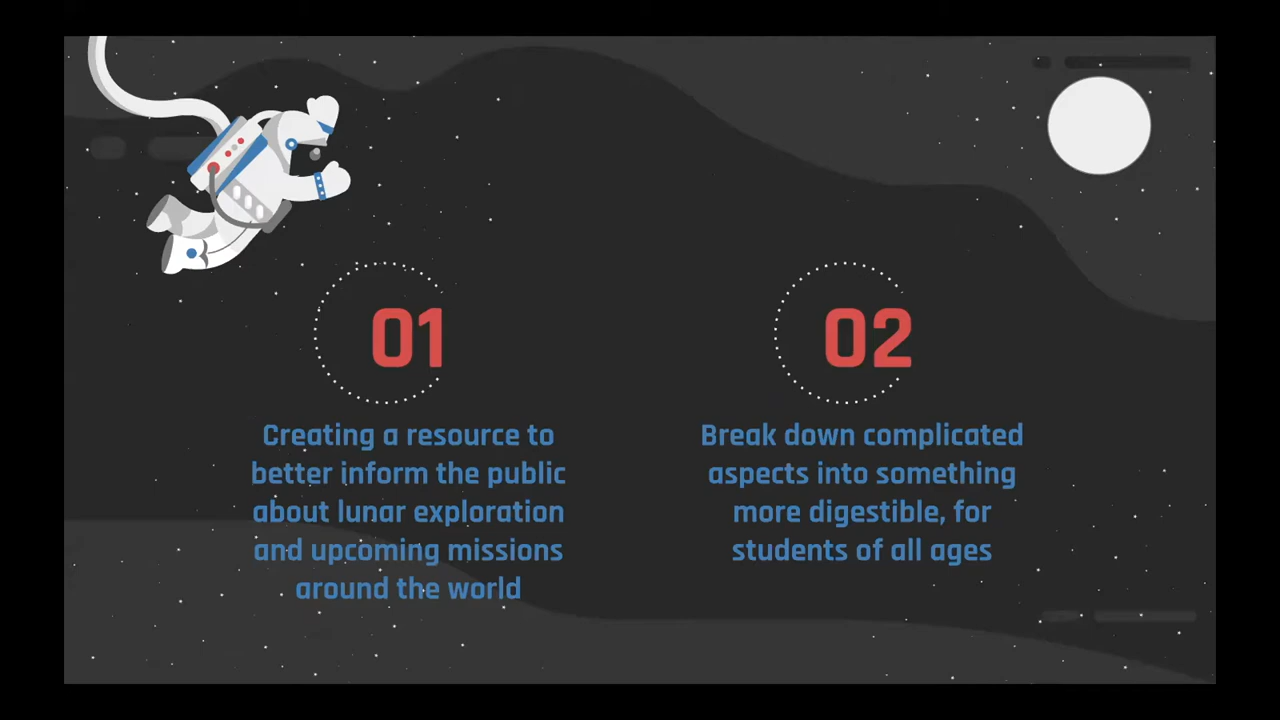 01
Creating a resource to
better inform the public
about lunar exploration
and upcoming missions
around the world
02
Break down complicated
aspects into something
more digestible, for
students of all ages